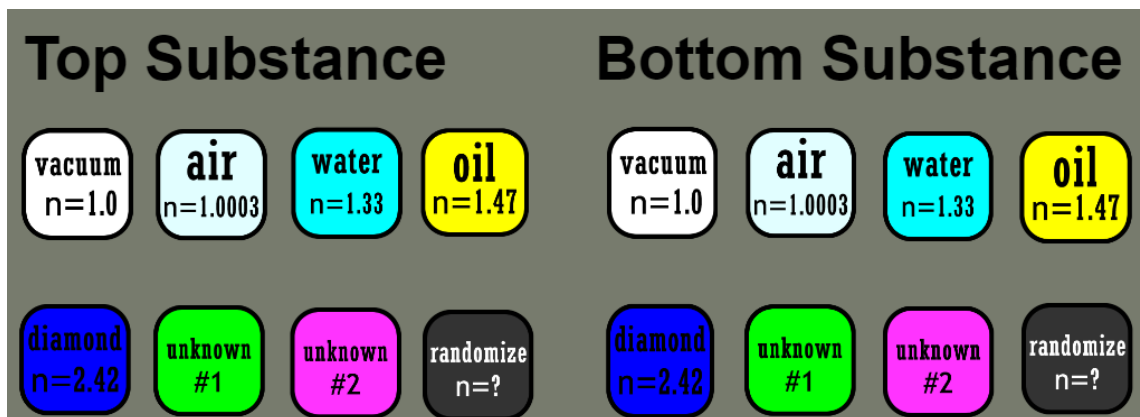 Top Substance Bottom Substance
vacuum air water oil vacuum air water oil
n=1.0 n=1.0003 n=1.33 n=1.47 n=1.0 n=1.0003 n=1.33 n=1.47
diamond unknown unknown randomize diamond unknown unknown randomize
n=2.42 #1 #2 n=? n=2.42 #1 #2 n=?